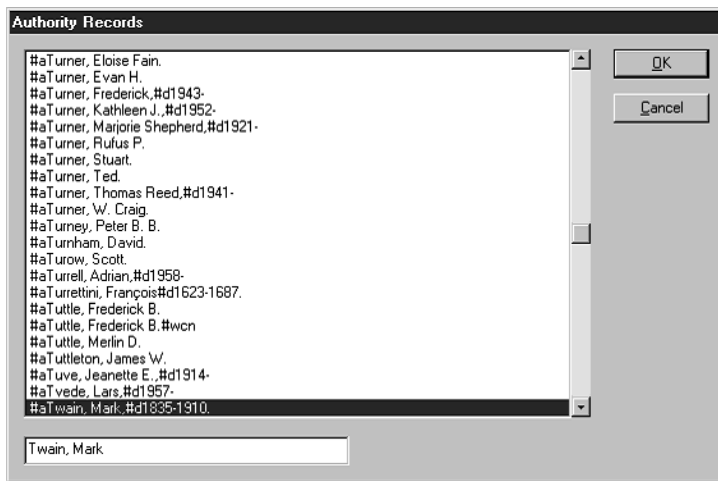 Authority Records
#aTurner, Eloise Fain.
#aTurner, Evan H.
#aTurner, Frederick,#d1943-
#aTurner, Kathleen J.,#d1952-
#aTurner, Marjorie Shepherd,#d1921-
#aTurner, Rufus P.
#aTurner, Stuart.
#aTurner, Ted.
#aTurner, Thomas Reed,#d1941-
#aTurner, W. Craig.
#aTurney, Peter B. B.
#aTurnham, David.
#aTurow, Scott.
#aTurrell, Adrian,#d1958-
#aTurrettini, François#d1623-1687.
#aTuttle, Frederick B.
#aTuttle, Frederick B.#wcn
#aTuttle, Merlin D.
#aTuttleton, James W.
#aTuve, Jeanette E.,#d1914-
#aTvede, Lars,#d1957-
#aTwain, Mark,#d1835-1910.
Twain, Mark
OK
Cancel